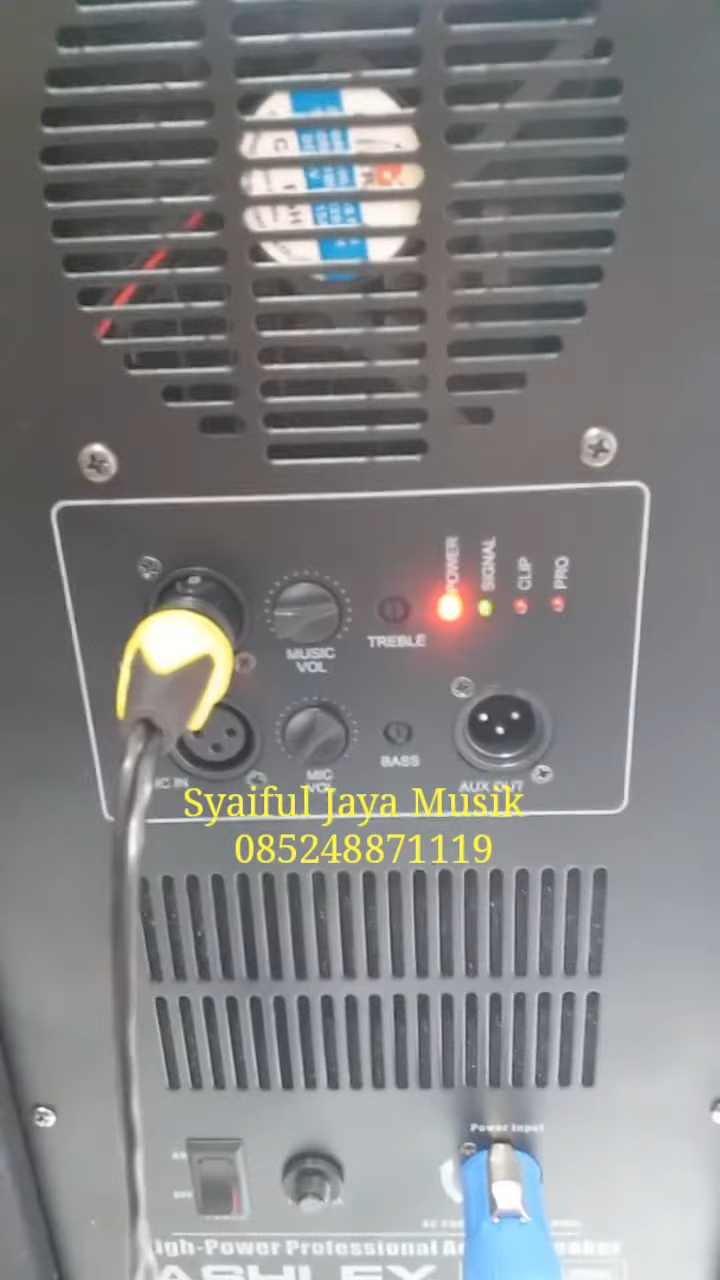 POWER
SIGNAL
CLIP
PRO
MUSIC
VOL
TREBLE
MIC
VOL
BASS
AUX OUT
Syaiful Jaya Musik
085248871119
Power Input
High-Power Professional
ASHLEY